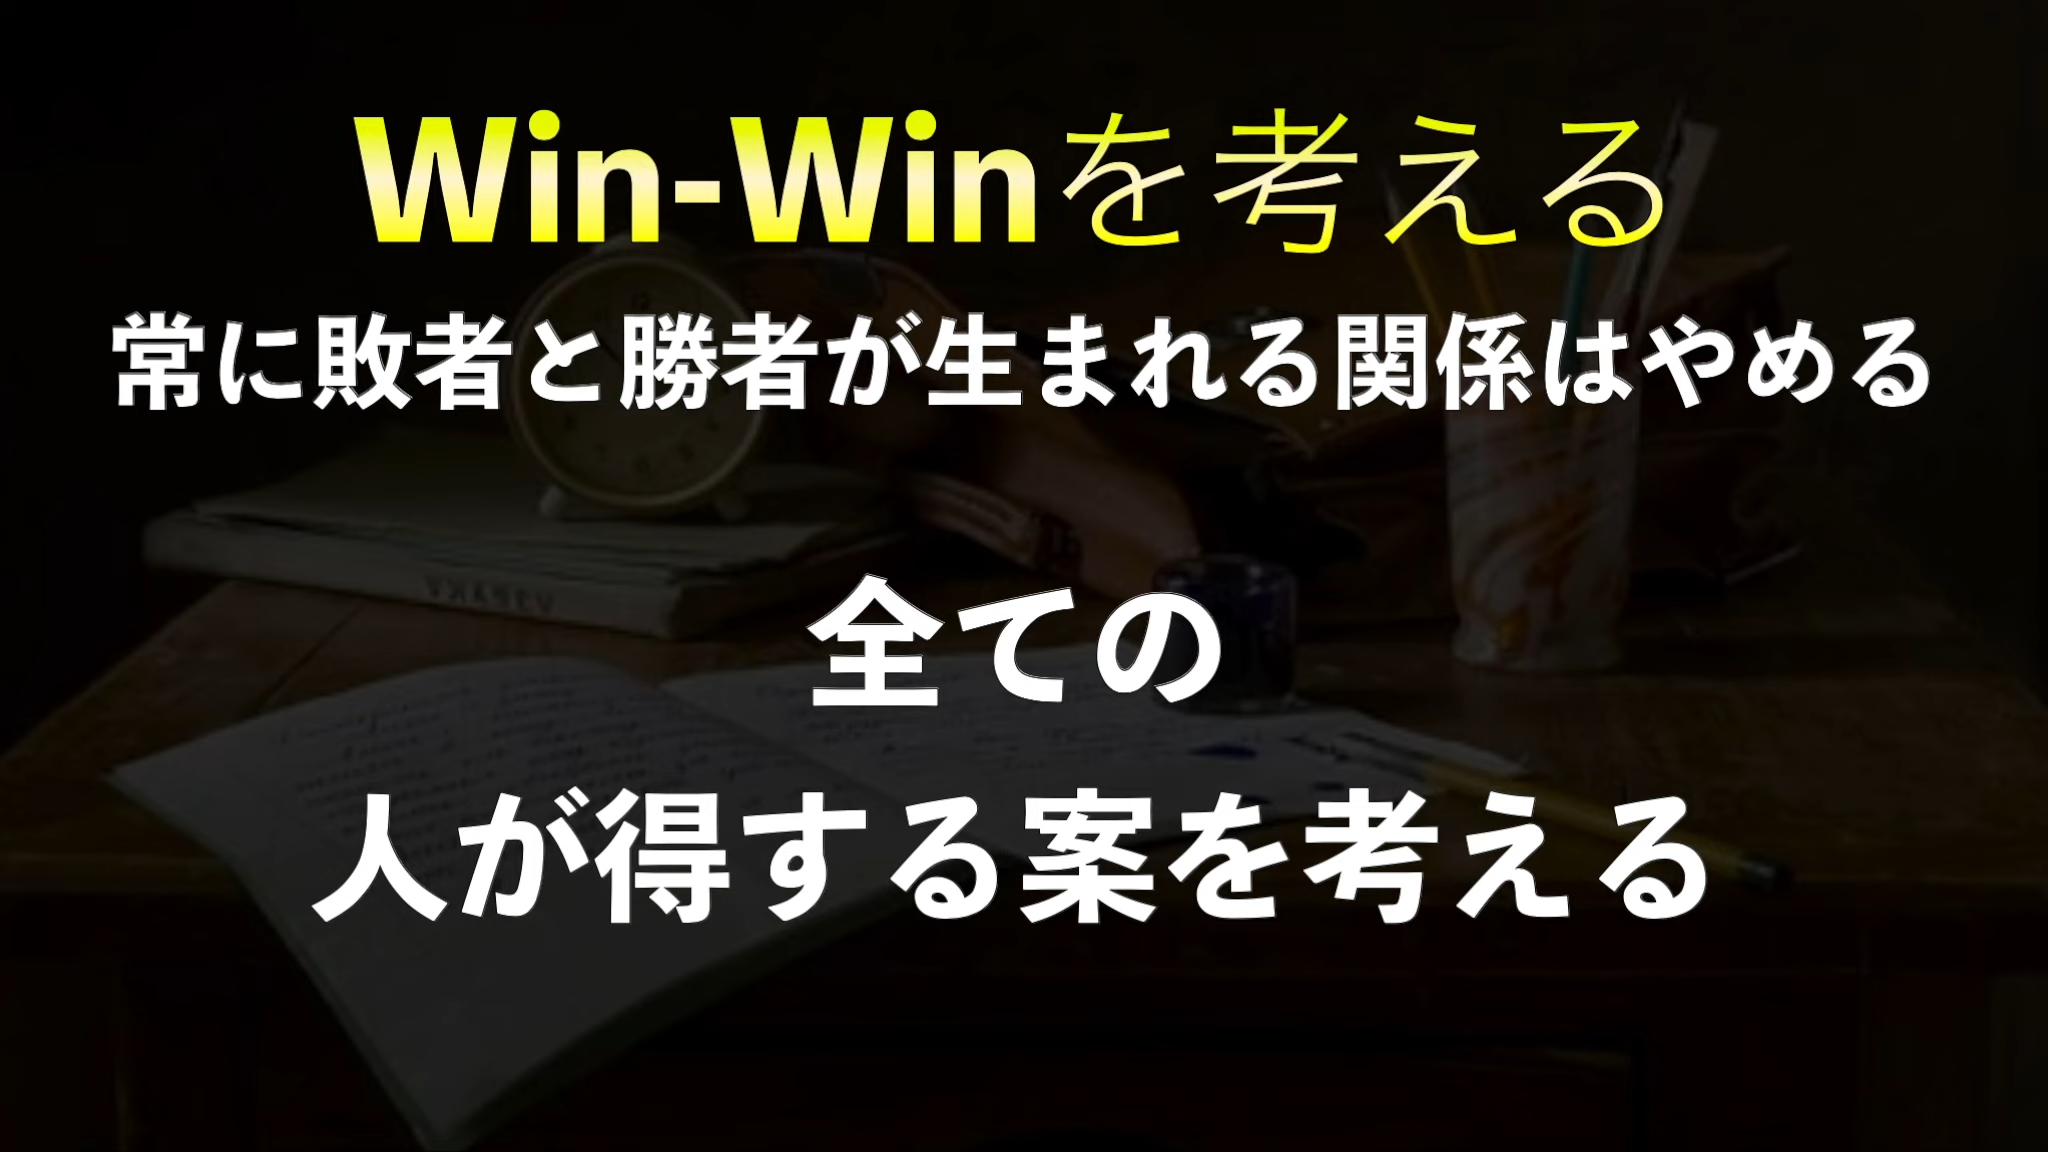 Win-Winを考える
常に敗者と勝者が生まれる関係はやめる
全ての
人が得する案を考える